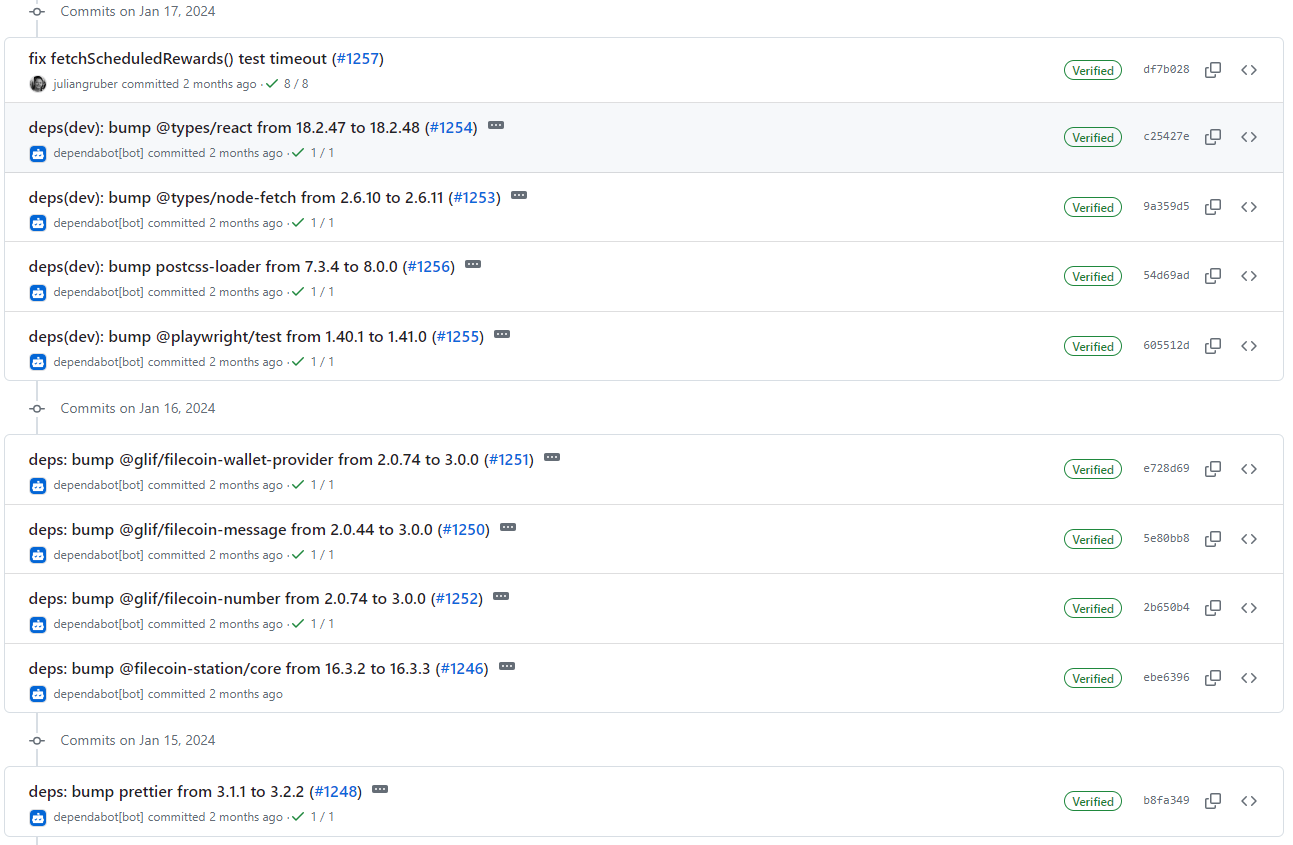 Commits on Jan 17, 2024
fix fetchScheduledRewards() test timeout (#1257)
juliangruber committed 2 months ago · 8 / 8
Verified df7b028
deps(dev): bump @types/react from 18.2.47 to 18.2.48 (#1254)
dependabot[bot] committed 2 months ago · 1 / 1
Verified c25427e
deps(dev): bump @types/node-fetch from 2.6.10 to 2.6.11 (#1253)
dependabot[bot] committed 2 months ago · 1 / 1
Verified 9a359d5
deps(dev): bump postcss-loader from 7.3.4 to 8.0.0 (#1256)
dependabot[bot] committed 2 months ago · 1 / 1
Verified 54d69ad
deps(dev): bump @playwright/test from 1.40.1 to 1.41.0 (#1255)
dependabot[bot] committed 2 months ago · 1 / 1
Verified 605512d
Commits on Jan 16, 2024
deps: bump @glif/filecoin-wallet-provider from 2.0.74 to 3.0.0 (#1251)
dependabot[bot] committed 2 months ago · 1 / 1
Verified e728d69
deps: bump @glif/filecoin-message from 2.0.44 to 3.0.0 (#1250)
dependabot[bot] committed 2 months ago · 1 / 1
Verified 5e80bb8
deps: bump @glif/filecoin-number from 2.0.74 to 3.0.0 (#1252)
dependabot[bot] committed 2 months ago · 1 / 1
Verified 2b650b4
deps: bump @filecoin-station/core from 16.3.2 to 16.3.3 (#1246)
dependabot[bot] committed 2 months ago
Verified ebe6396
Commits on Jan 15, 2024
deps: bump prettier from 3.1.1 to 3.2.2 (#1248)
dependabot[bot] committed 2 months ago · 1 / 1
Verified b8fa349